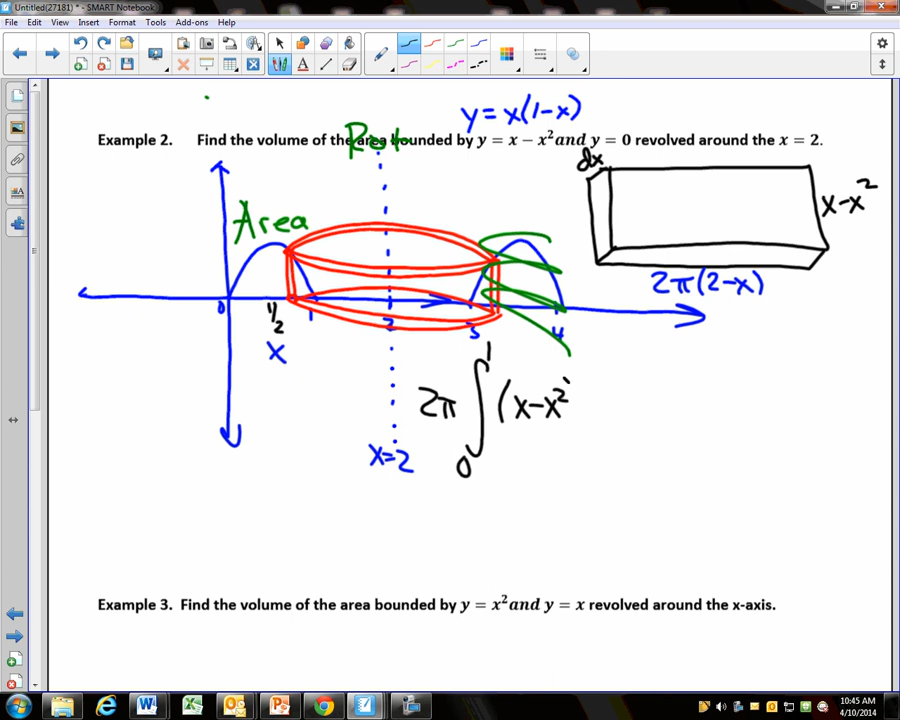 Untitled(27181) * - SMART Notebook
File Edit View Insert Format Tools Add-ons Help
y = x(1-x)
Example 2. Find the volume of the area bounded by y = x − x² and y = 0 revolved around the x = 2.
Rot
dx
x-x²
Area
2π(2-x)
0
1/2
1
2
3
4
x
1
2π ∫ (x-x²
0
x=2
Example 3. Find the volume of the area bounded by y = x² and y = x revolved around the x-axis.
10:45 AM
4/10/2014